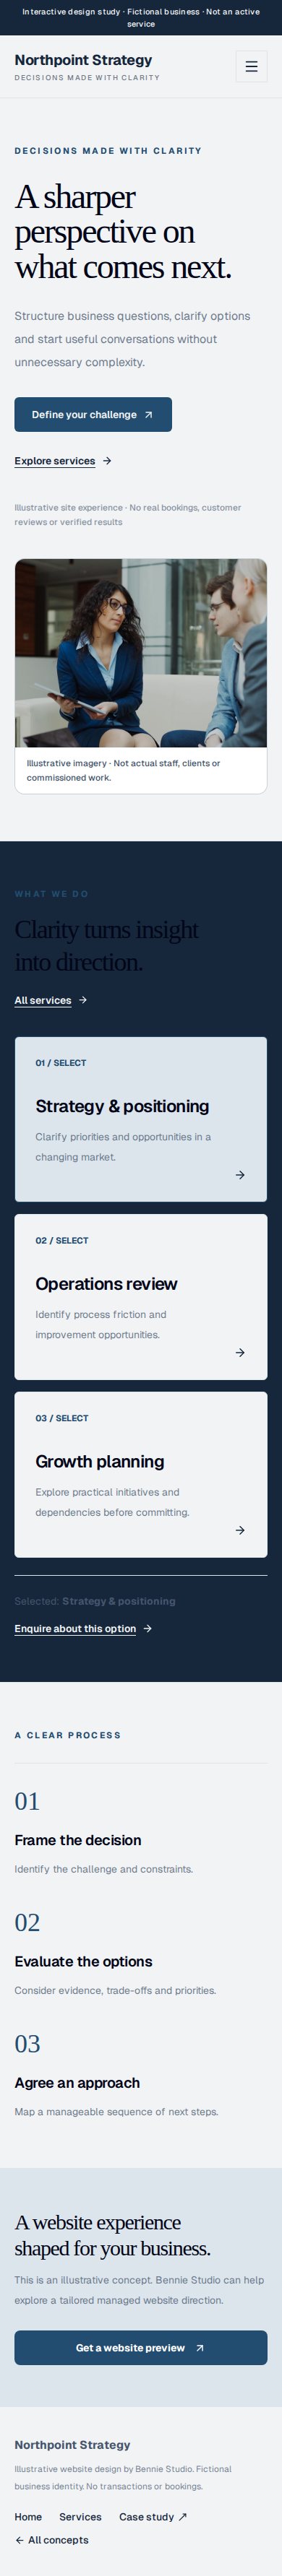 Interactive design study · Fictional business · Not an active
service
Northpoint Strategy
DECISIONS MADE WITH CLARITY
DECISIONS MADE WITH CLARITY
A sharper
perspective on
what comes next.
Structure business questions, clarify options
and start useful conversations without
unnecessary complexity.
Define your challenge ↗
Explore services →
Illustrative site experience · No real bookings, customer
reviews or verified results
Illustrative imagery · Not actual staff, clients or
commissioned work.
WHAT WE DO
Clarity turns insight
into direction.
All services →
01 / SELECT
Strategy & positioning
Clarify priorities and opportunities in a
changing market.
→
02 / SELECT
Operations review
Identify process friction and
improvement opportunities.
→
03 / SELECT
Growth planning
Explore practical initiatives and
dependencies before committing.
→
Selected: Strategy & positioning
Enquire about this option →
A CLEAR PROCESS
01
Frame the decision
Identify the challenge and constraints.
02
Evaluate the options
Consider evidence, trade-offs and priorities.
03
Agree an approach
Map a manageable sequence of next steps.
A website experience
shaped for your business.
This is an illustrative concept. Bennie Studio can help
explore a tailored managed website direction.
Get a website preview ↗
Northpoint Strategy
Illustrative website design by Bennie Studio. Fictional
business identity. No transactions or bookings.
Home Services Case study ↗
← All concepts